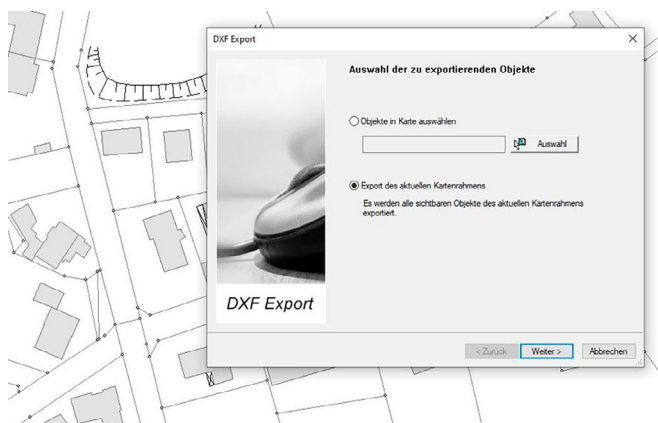 DXF Export
Auswahl der zu exportierenden Objekte
Objekte in Karte auswählen
Auswahl
Export des aktuellen Kartenrahmens
Es werden alle sichtbaren Objekte des aktuellen Kartenrahmens
exportiert.
DXF Export
< Zurück
Weiter >
Abbrechen